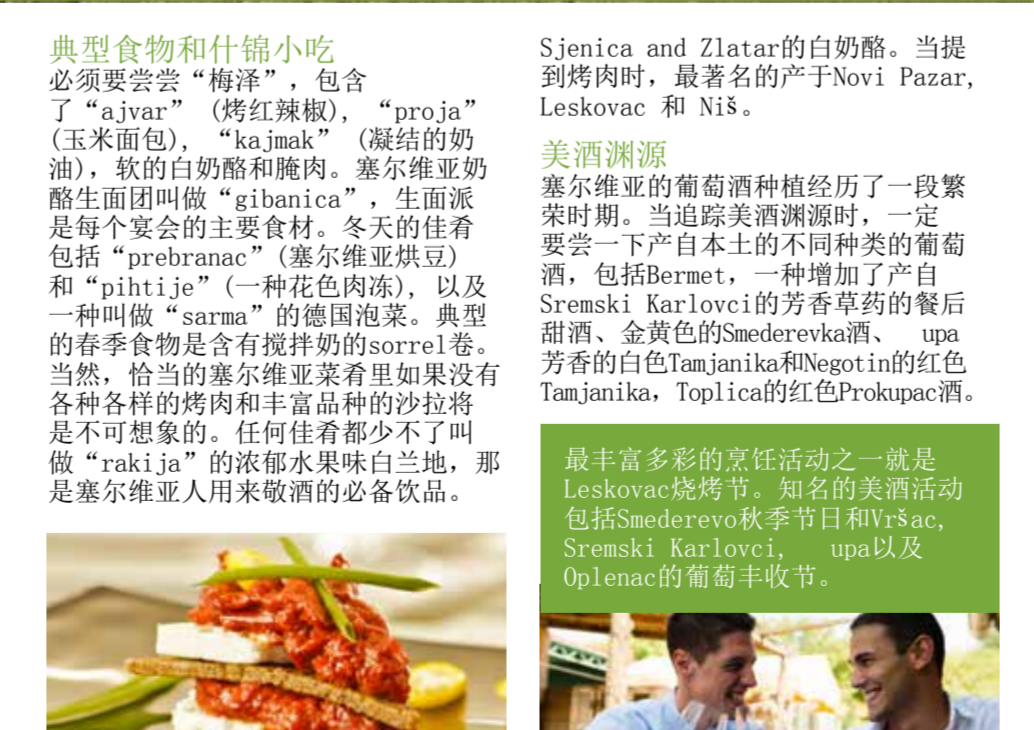 典型食物和什锦小吃
必须要尝尝“梅泽”，包含
了“ajvar” (烤红辣椒), “proja”
(玉米面包), “kajmak” (凝结的奶
油)，软的白奶酪和腌肉。塞尔维亚奶
酪生面团叫做“gibanica”，生面派
是每个宴会的主要食材。冬天的佳肴
包括“prebranac”(塞尔维亚烘豆)
和“pihtije”(一种花色肉冻), 以及
一种叫做“sarma”的德国泡菜。典型
的春季食物是含有搅拌奶的sorrel卷。
当然，恰当的塞尔维亚菜肴里如果没有
各种各样的烤肉和丰富品种的沙拉将
是不可想象的。任何佳肴都少不了叫
做“rakija”的浓郁水果味白兰地，那
是塞尔维亚人用来敬酒的必备饮品。
Sjenica and Zlatar的白奶酪。当提
到烤肉时，最著名的产于Novi Pazar,
Leskovac 和 Niš。
美酒渊源
塞尔维亚的葡萄酒种植经历了一段繁
荣时期。当追踪美酒渊源时，一定
要尝一下产自本土的不同种类的葡萄
酒，包括Bermet，一种增加了产自
Sremski Karlovci的芳香草药的餐后
甜酒、金黄色的Smederevka酒、 upa
芳香的白色Tamjanika和Negotin的红色
Tamjanika，Toplica的红色Prokupac酒。
最丰富多彩的烹饪活动之一就是
Leskovac烧烤节。知名的美酒活动
包括Smederevo秋季节日和Vršac,
Sremski Karlovci, upa以及
Oplenac的葡萄丰收节。